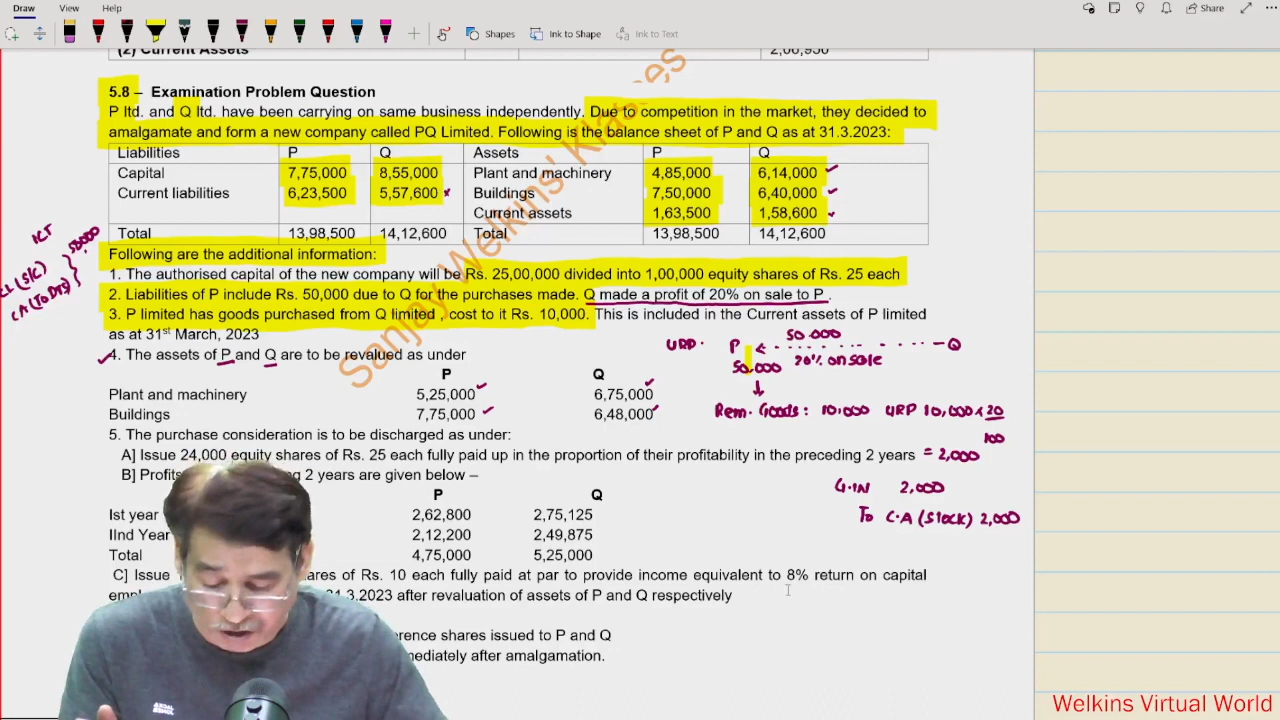 Draw View Help
Share
Shapes Ink to Shape Ink to Text
(2) Current Assets 2,06,950
5.8 – Examination Problem Question
P ltd. and Q ltd. have been carrying on same business independently. Due to competition in the market, they decided to
amalgamate and form a new company called PQ Limited. Following is the balance sheet of P and Q as at 31.3.2023:
Liabilities P Q Assets P Q
Capital 7,75,000 8,55,000 Plant and machinery 4,85,000 6,14,000
Current liabilities 6,23,500 5,57,600 Buildings 7,50,000 6,40,000
Current assets 1,63,500 1,58,600
Total 13,98,500 14,12,600 Total 13,98,500 14,12,600
Following are the additional information:
1. The authorised capital of the new company will be Rs. 25,00,000 divided into 1,00,000 equity shares of Rs. 25 each
2. Liabilities of P include Rs. 50,000 due to Q for the purchases made. Q made a profit of 20% on sale to P .
3. P limited has goods purchased from Q limited , cost to it Rs. 10,000. This is included in the Current assets of P limited
as at 31st March, 2023
4. The assets of P and Q are to be revalued as under
P Q
Plant and machinery 5,25,000 6,75,000
Buildings 7,75,000 6,48,000
5. The purchase consideration is to be discharged as under:
A] Issue 24,000 equity shares of Rs. 25 each fully paid up in the proportion of their profitability in the preceding 2 years
B] Profits 2 years are given below –
P Q
Ist year 2,62,800 2,75,125
IInd Year 2,12,200 2,49,875
Total 4,75,000 5,25,000
C] Issue of Rs. 10 each fully paid at par to provide income equivalent to 8% return on capital
after revaluation of assets of P and Q respectively
shares issued to P and Q
after amalgamation.
ICT
CL (S/C)
CA (To Drs) } 50,000
URP. P 50.000 Q
50.000 20% on sale
Rem. Goods: 10.000 URP 10,000 x 20
100
= 2,000
G.W 2,000
To C.A (Stock) 2,000
Sanjay Welkins' Klasses
Welkins Virtual World